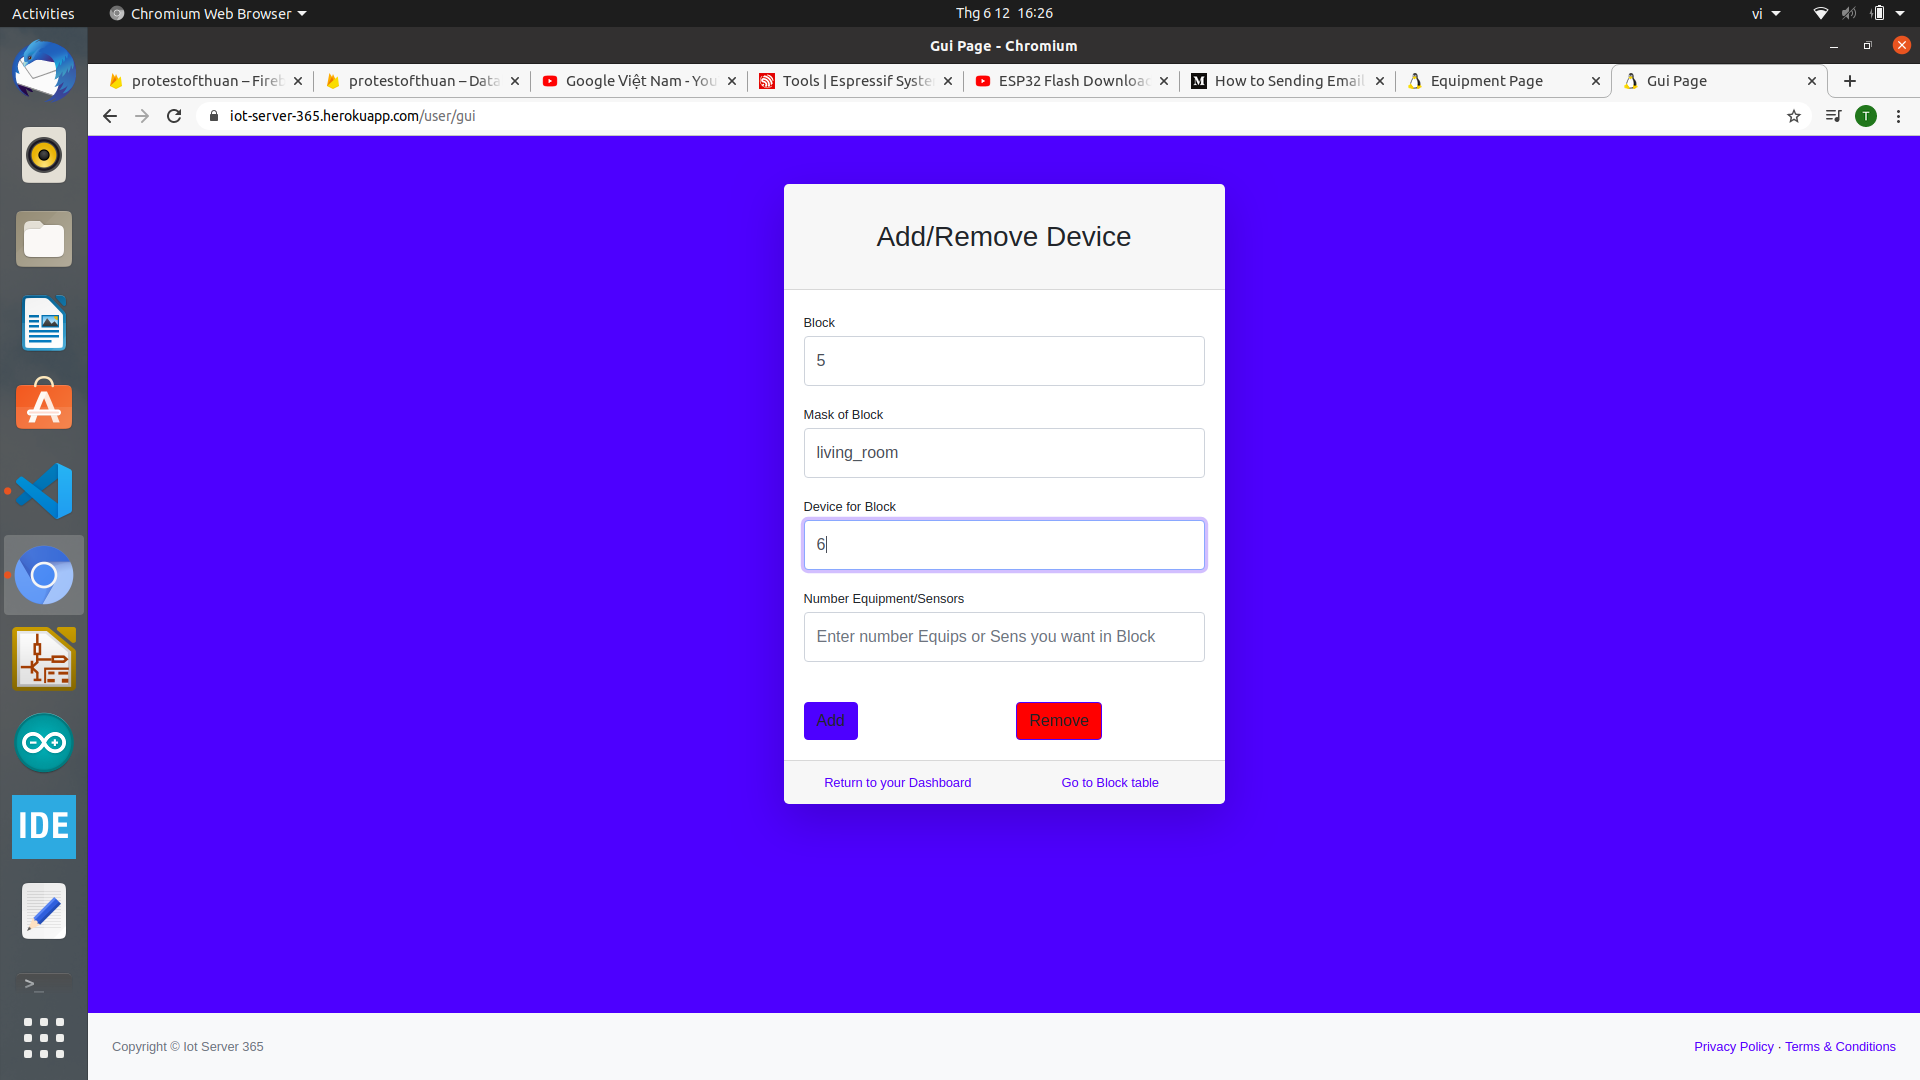 Activities
Chromium Web Browser
Thg 6 12 16:26
vi
Gui Page - Chromium
protestofthuan – Fireb
protestofthuan – Data
Google Việt Nam - You
Tools | Espressif Syste
ESP32 Flash Download
How to Sending Email
Equipment Page
Gui Page
iot-server-365.herokuapp.com/user/gui
T
Add/Remove Device
Block
5
Mask of Block
living_room
Device for Block
6
Number Equipment/Sensors
Enter number Equips or Sens you want in Block
Add
Remove
Return to your Dashboard
Go to Block table
IDE
>_
Copyright © Iot Server 365
Privacy Policy · Terms & Conditions